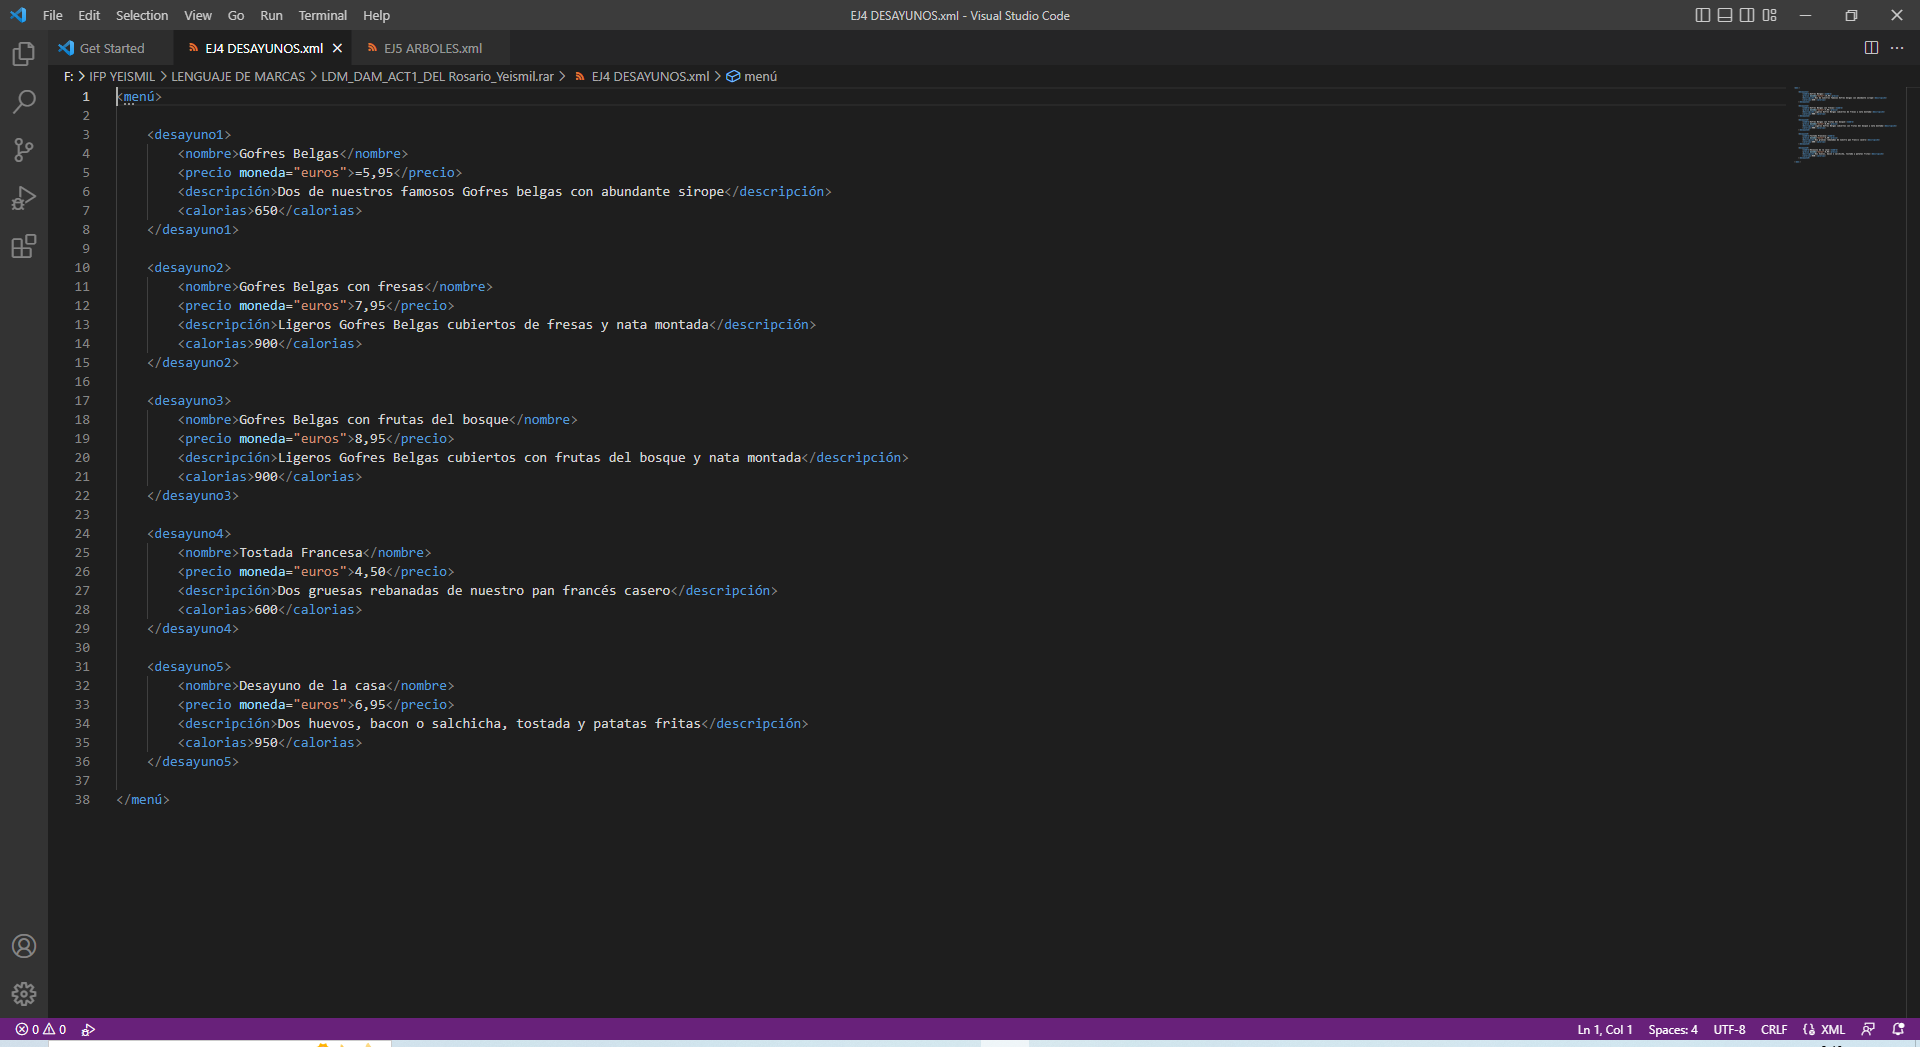 File Edit Selection View Go Run Terminal Help
EJ4 DESAYUNOS.xml - Visual Studio Code
Get Started
EJ4 DESAYUNOS.xml
EJ5 ARBOLES.xml
F: > IFP YEISMIL > LENGUAJE DE MARCAS > LDM_DAM_ACT1_DEL Rosario_Yeismil.rar > EJ4 DESAYUNOS.xml > menú
1 <menú>
2
3 <desayuno1>
4 <nombre>Gofres Belgas</nombre>
5 <precio moneda="euros">=5,95</precio>
6 <descripción>Dos de nuestros famosos Gofres belgas con abundante sirope</descripción>
7 <calorias>650</calorias>
8 </desayuno1>
9
10 <desayuno2>
11 <nombre>Gofres Belgas con fresas</nombre>
12 <precio moneda="euros">7,95</precio>
13 <descripción>Ligeros Gofres Belgas cubiertos de fresas y nata montada</descripción>
14 <calorias>900</calorias>
15 </desayuno2>
16
17 <desayuno3>
18 <nombre>Gofres Belgas con frutas del bosque</nombre>
19 <precio moneda="euros">8,95</precio>
20 <descripción>Ligeros Gofres Belgas cubiertos con frutas del bosque y nata montada</descripción>
21 <calorias>900</calorias>
22 </desayuno3>
23
24 <desayuno4>
25 <nombre>Tostada Francesa</nombre>
26 <precio moneda="euros">4,50</precio>
27 <descripción>Dos gruesas rebanadas de nuestro pan francés casero</descripción>
28 <calorias>600</calorias>
29 </desayuno4>
30
31 <desayuno5>
32 <nombre>Desayuno de la casa</nombre>
33 <precio moneda="euros">6,95</precio>
34 <descripción>Dos huevos, bacon o salchicha, tostada y patatas fritas</descripción>
35 <calorias>950</calorias>
36 </desayuno5>
37
38 </menú>
0 0
Ln 1, Col 1 Spaces: 4 UTF-8 CRLF XML